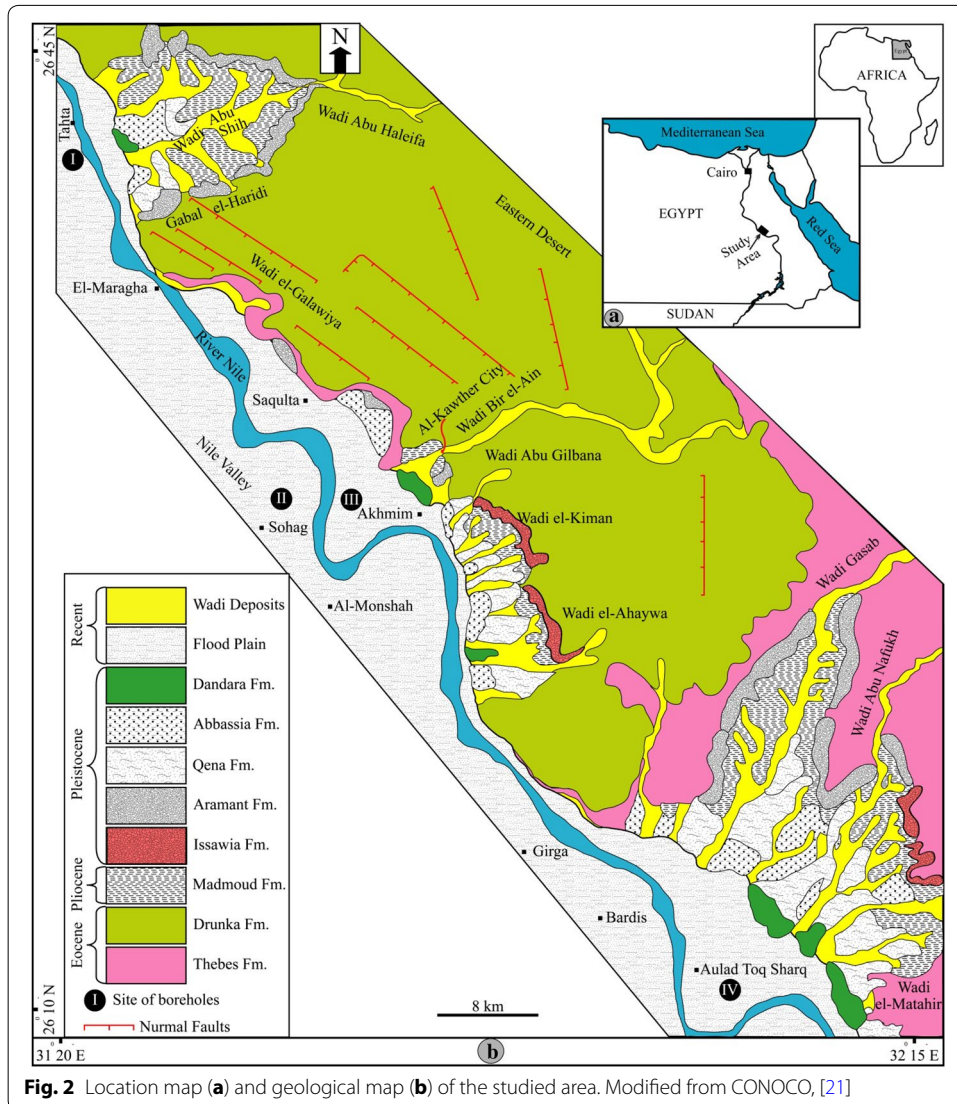 26 45
N
Tahta
I
Wadi Abu
Shih
Wadi Abu Haleifa
Gabal el-Haridi
Eastern Desert
El-Maragha
Wadi el-Galawiya
River Nile
Saqulta
Al-Kawther City
Wadi Bir el-Ain
Nile Valley
Wadi Abu Gilbana
II
III
Sohag
Akhmim
Wadi el-Kiman
Al-Monshah
Wadi el-Ahaywa
Wadi Gasab
Wadi Abu Nafukh
Girga
Bardis
Aulad Toq Sharq
IV
Wadi
el-Matahir
8 km
AFRICA
Egypt
Mediterranean Sea
Cairo
EGYPT
Study
Area
Red Sea
SUDAN
a
Recent
Wadi Deposits
Flood Plain
Pleistocene
Dandara Fm.
Abbassia Fm.
Qena Fm.
Aramant Fm.
Issawia Fm.
Pliocene
Madmoud Fm.
Eocene
Drunka Fm.
Thebes Fm.
I Site of boreholes
Nurmal Faults
26 10
31 20 E
b
32 15 E
Fig. 2 Location map (a) and geological map (b) of the studied area. Modified from CONOCO, [21]